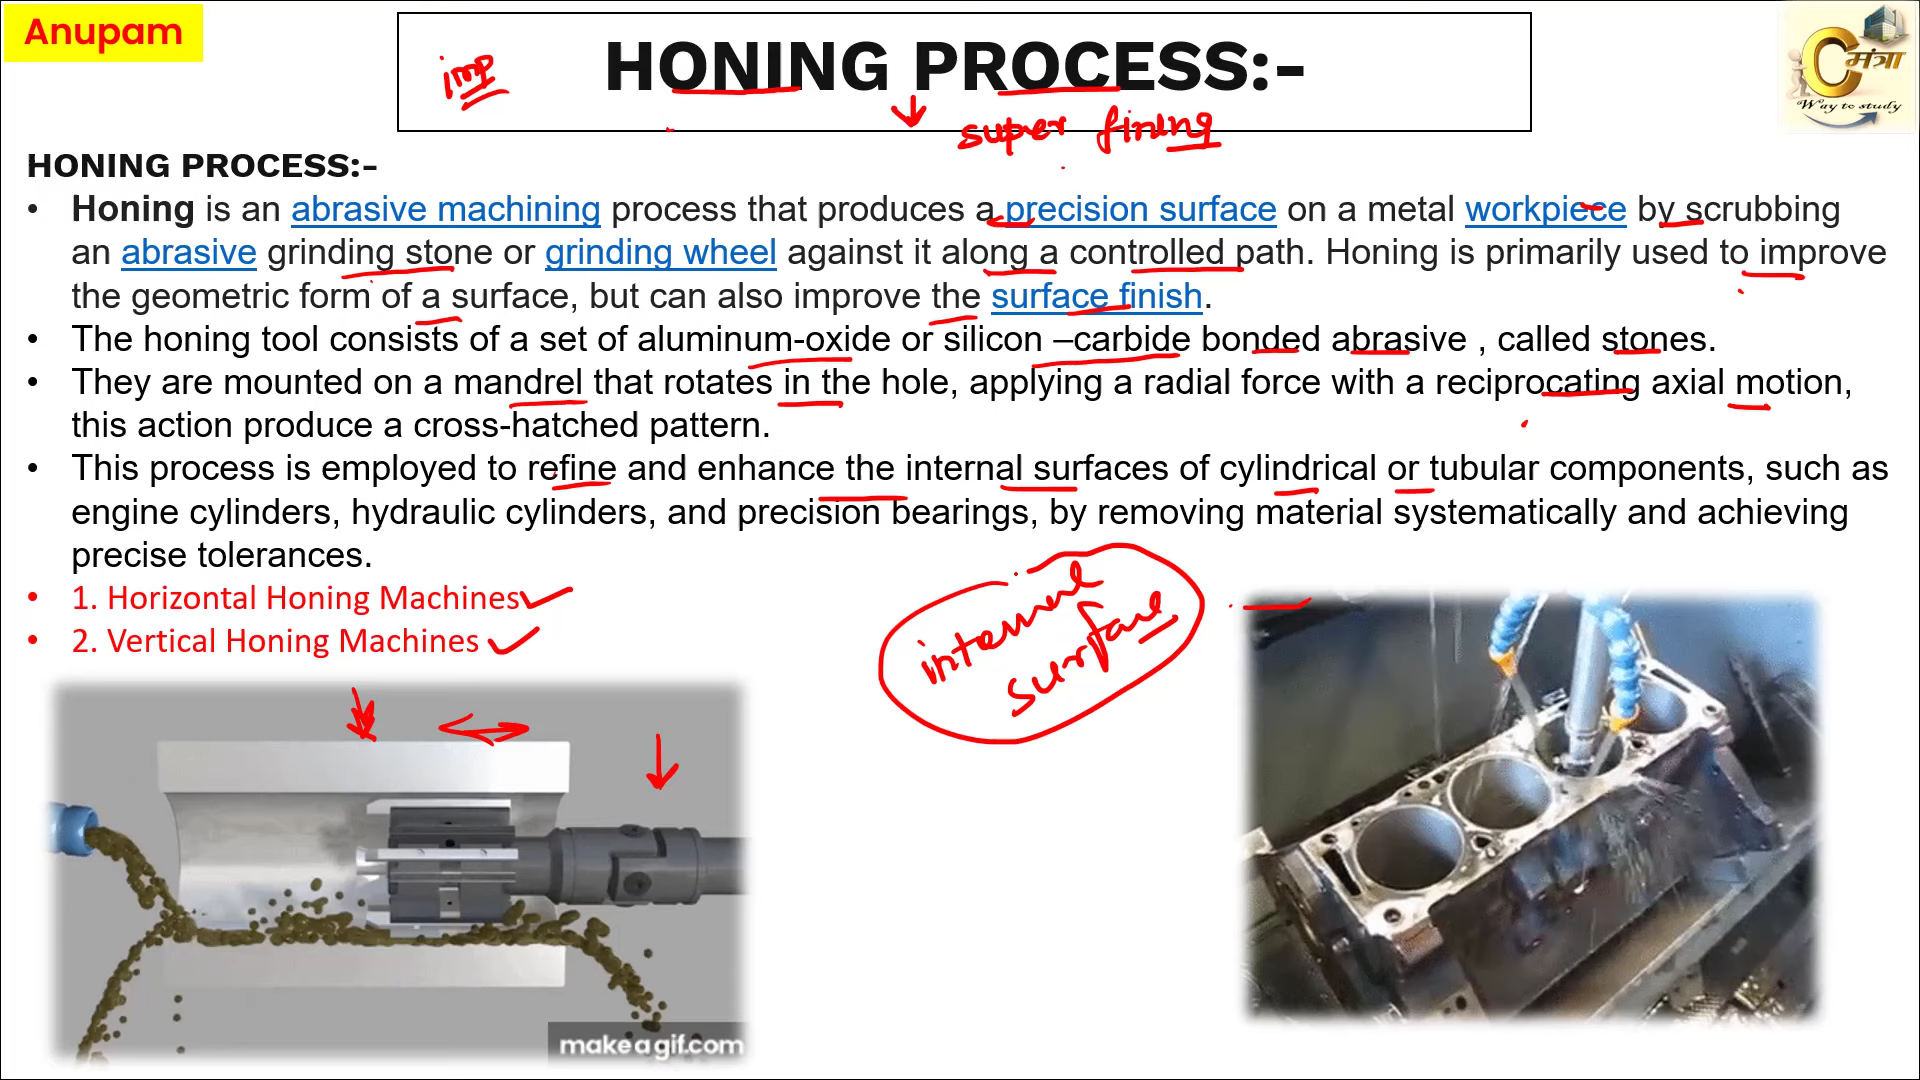 Anupam
imp
HONING PROCESS:-
super fining
C मंत्रा
Way to study
HONING PROCESS:-
• Honing is an abrasive machining process that produces a precision surface on a metal workpiece by scrubbing
an abrasive grinding stone or grinding wheel against it along a controlled path. Honing is primarily used to improve
the geometric form of a surface, but can also improve the surface finish.
• The honing tool consists of a set of aluminum-oxide or silicon –carbide bonded abrasive , called stones.
• They are mounted on a mandrel that rotates in the hole, applying a radial force with a reciprocating axial motion,
this action produce a cross-hatched pattern.
• This process is employed to refine and enhance the internal surfaces of cylindrical or tubular components, such as
engine cylinders, hydraulic cylinders, and precision bearings, by removing material systematically and achieving
precise tolerances.
• 1. Horizontal Honing Machines
• 2. Vertical Honing Machines
internal
surface
makeagif.com